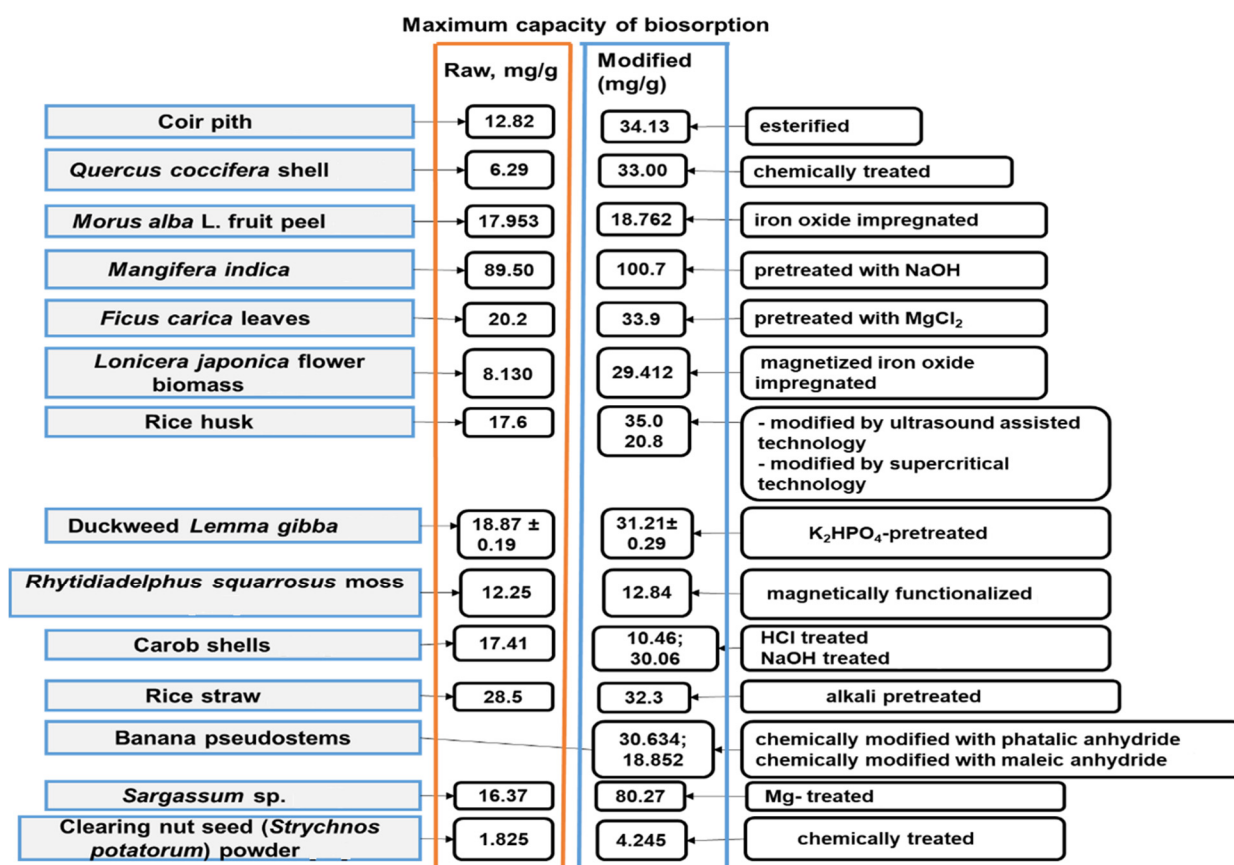 Maximum capacity of biosorption
Raw, mg/g
Modified
(mg/g)
Coir pith
12.82
34.13
esterified
Quercus coccifera shell
6.29
33.00
chemically treated
Morus alba L. fruit peel
17.953
18.762
iron oxide impregnated
Mangifera indica
89.50
100.7
pretreated with NaOH
Ficus carica leaves
20.2
33.9
pretreated with MgCl₂
Lonicera japonica flower
biomass
8.130
29.412
magnetized iron oxide
impregnated
Rice husk
17.6
35.0
20.8
- modified by ultrasound assisted
technology
- modified by supercritical
technology
Duckweed Lemma gibba
18.87 ±
0.19
31.21±
0.29
K₂HPO₄-pretreated
Rhytidiadelphus squarrosus moss
12.25
12.84
magnetically functionalized
Carob shells
17.41
10.46;
30.06
HCl treated
NaOH treated
Rice straw
28.5
32.3
alkali pretreated
Banana pseudostems
30.634;
18.852
chemically modified with phatalic anhydride
chemically modified with maleic anhydride
Sargassum sp.
16.37
80.27
Mg- treated
Clearing nut seed (Strychnos
potatorum) powder
1.825
4.245
chemically treated